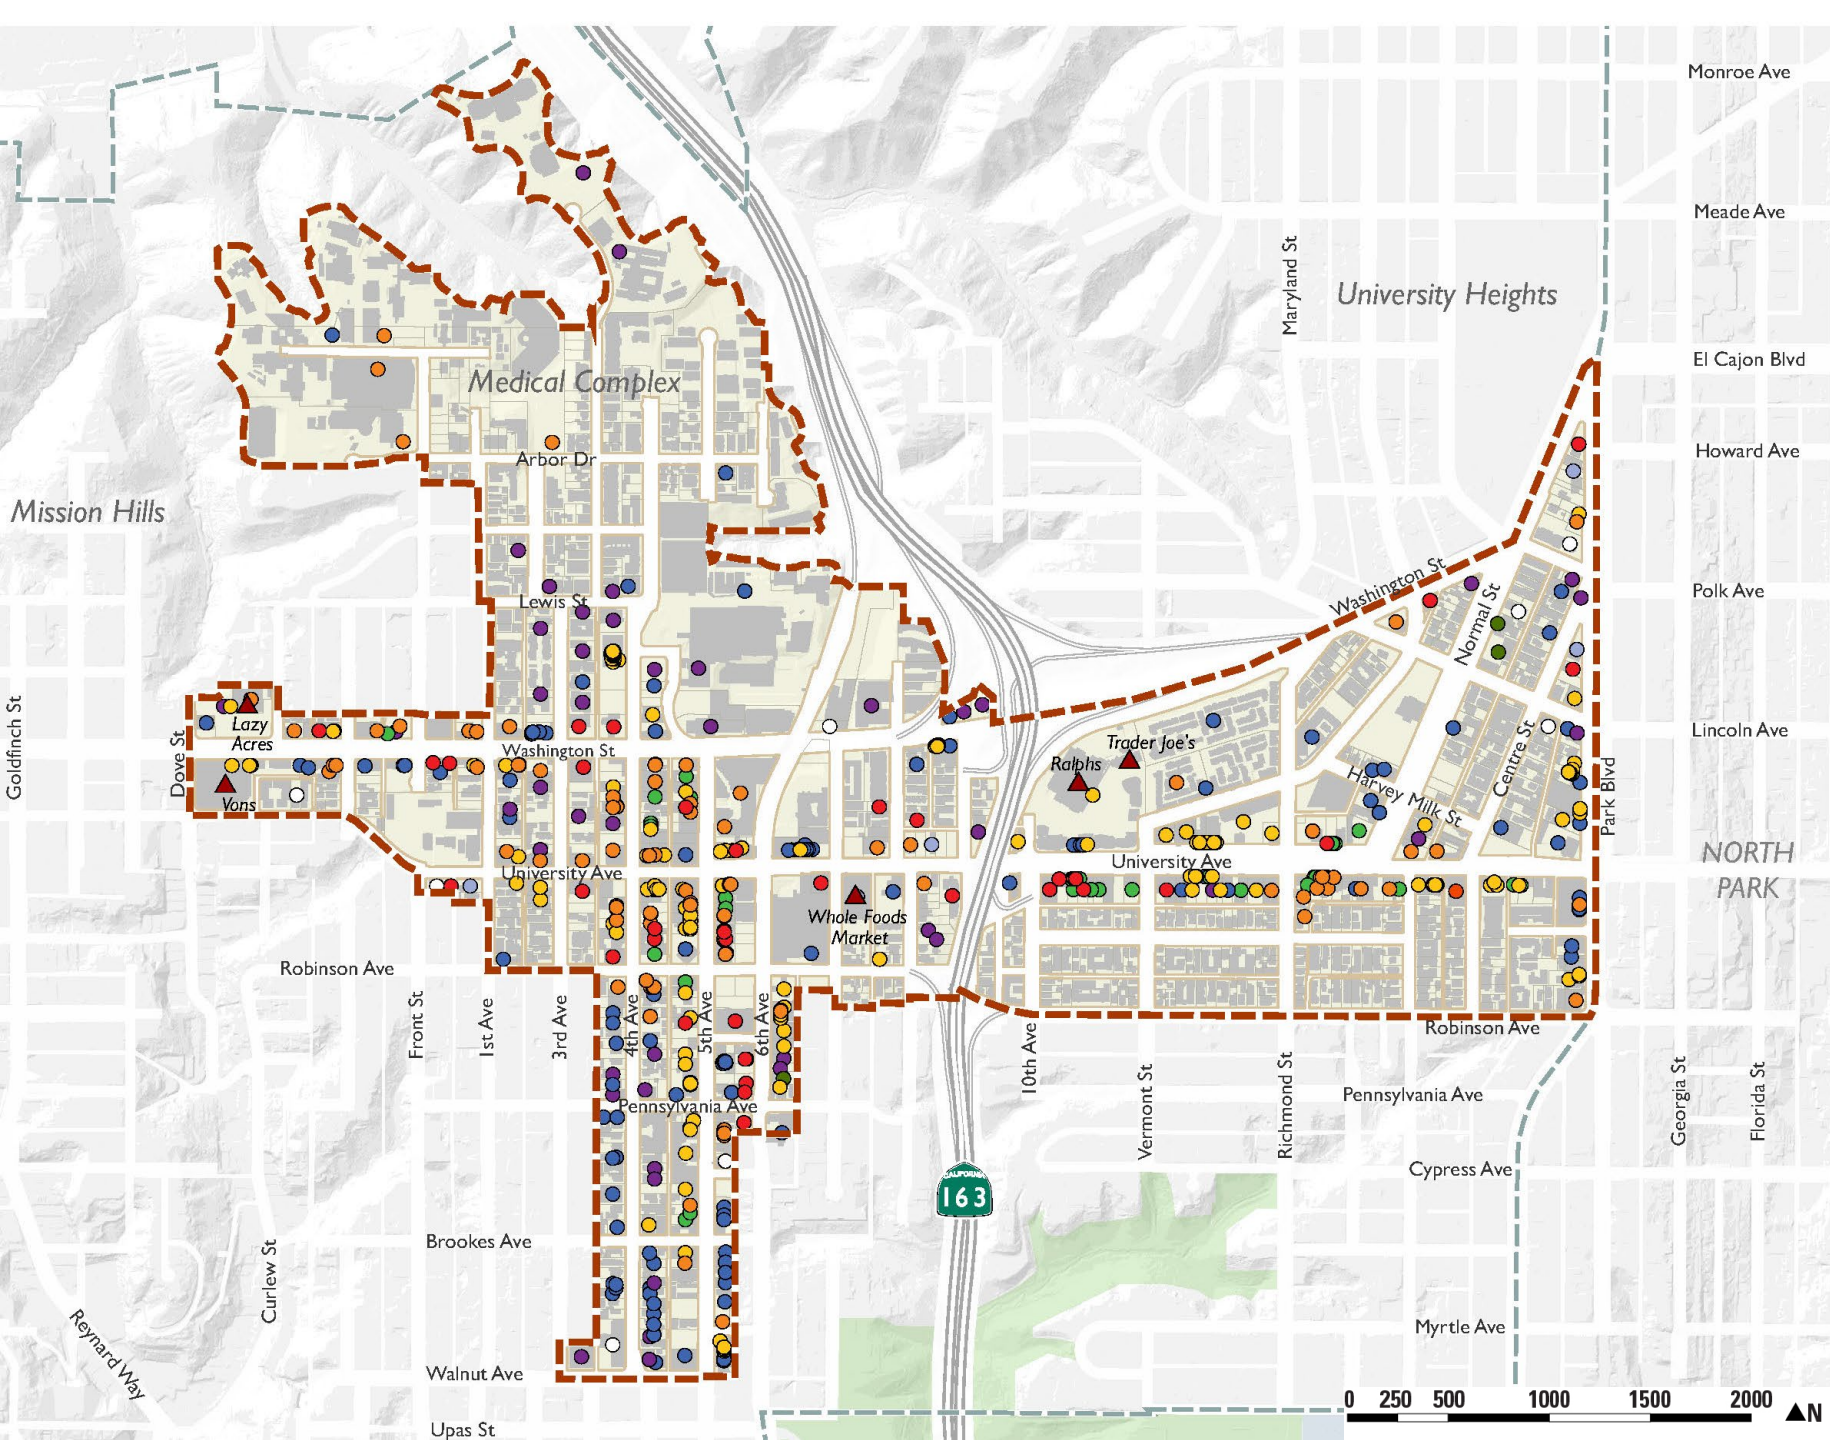 Monroe Ave
Meade Ave
Maryland St
University Heights
El Cajon Blvd
Medical Complex
Howard Ave
Arbor Dr
Mission Hills
Washington St
Normal St
Polk Ave
Lewis St
Goldfinch St
Dove St
Lazy
Acres
Washington St
Lincoln Ave
Centre St
Trader Joe's
Ralphs
Harvey Milk St
Park Blvd
Vons
University Ave
University Ave
NORTH
PARK
Whole Foods
Market
Robinson Ave
Front St
1st Ave
3rd Ave
4th Ave
5th Ave
6th Ave
10th Ave
Robinson Ave
Vermont St
Richmond St
Georgia St
Florida St
Pennsylvania Ave
Pennsylvania Ave
Cypress Ave
CALIFORNIA
163
Brookes Ave
Curlew St
Reynard Way
Myrtle Ave
Walnut Ave
Upas St
0 250 500 1000 1500 2000
N